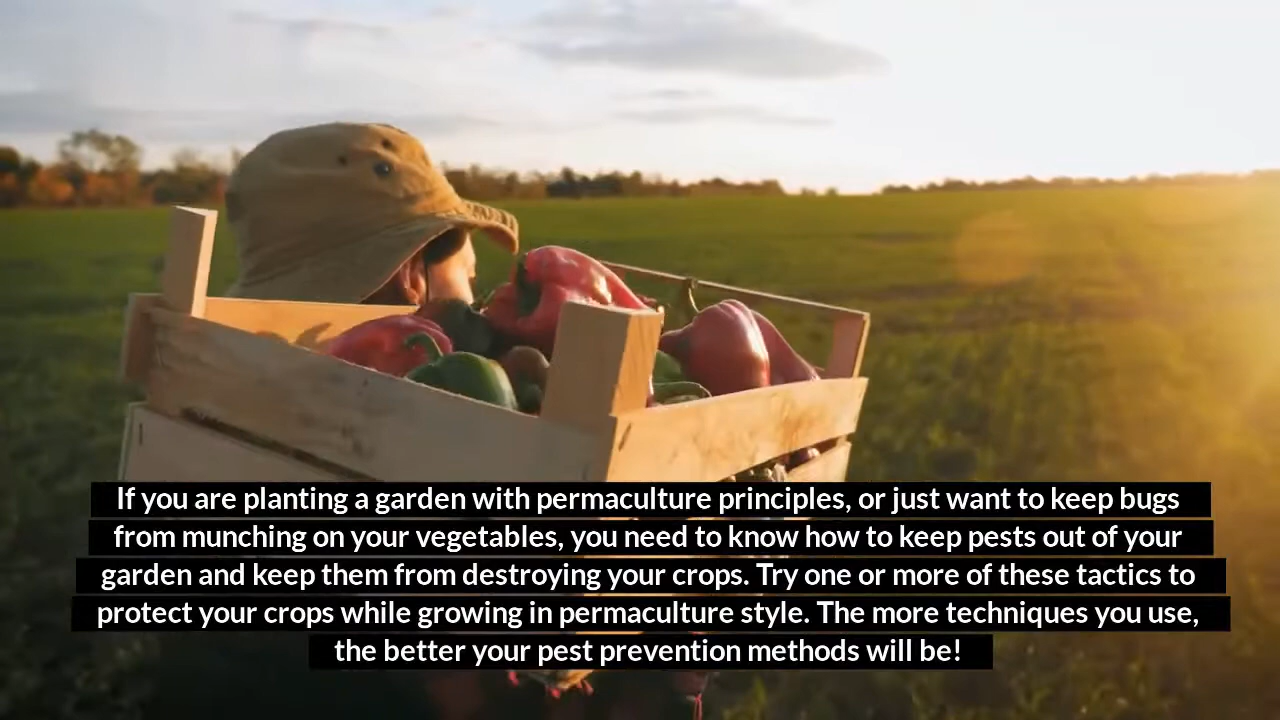 If you are planting a garden with permaculture principles, or just want to keep bugs
from munching on your vegetables, you need to know how to keep pests out of your
garden and keep them from destroying your crops. Try one or more of these tactics to
protect your crops while growing in permaculture style. The more techniques you use,
the better your pest prevention methods will be!